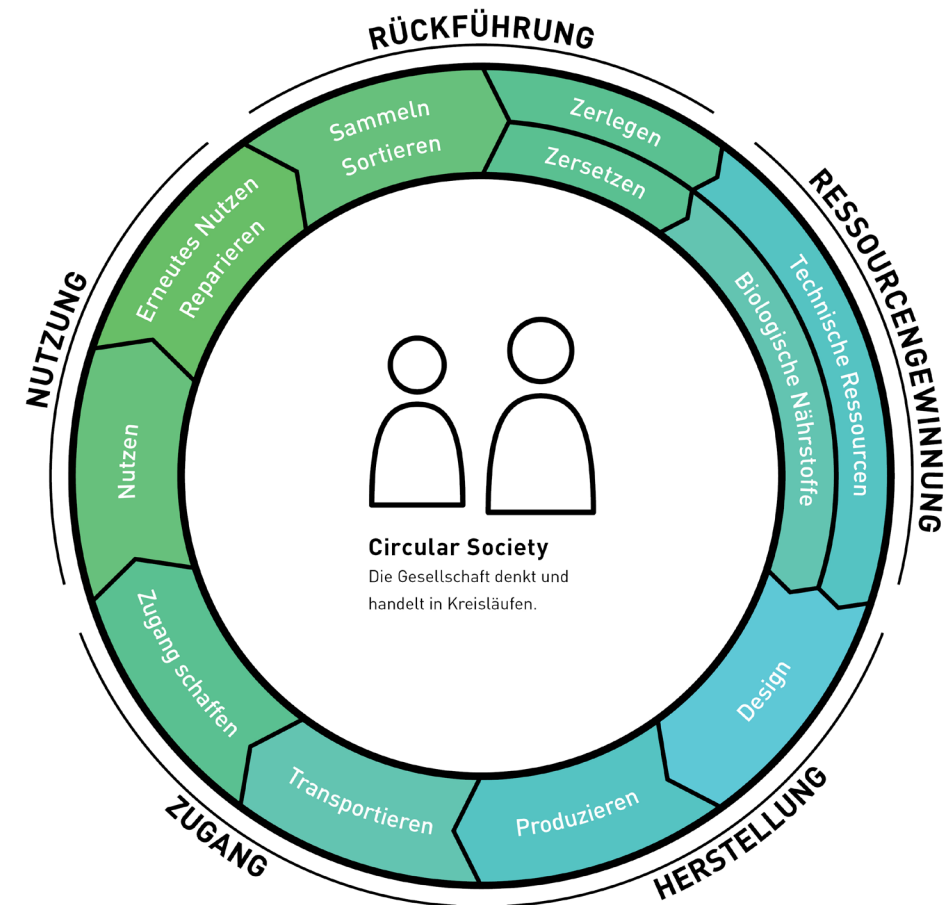 RÜCKFÜHRUNG
Sammeln
Sortieren
Zerlegen
Zersetzen
RESSOURCENGEWINNUNG
Technische Ressourcen
Biologische Nährstoffe
HERSTELLUNG
Design
Produzieren
ZUGANG
Transportieren
Zugang schaffen
NUTZUNG
Nutzen
Erneutes Nutzen
Reparieren
Circular Society
Die Gesellschaft denkt und
handelt in Kreisläufen.